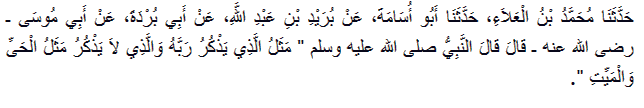 حَدَّثَنَا مُحَمَّدُ بْنُ الْعَلاَءِ، حَدَّثَنَا أَبُو أُسَامَةَ، عَنْ بُرَيْدِ بْنِ عَبْدِ اللَّهِ، عَنْ أَبِي بُرْدَةَ، عَنْ أَبِي مُوسَى ـ
رضى الله عنه ـ قَالَ قَالَ النَّبِيُّ صلى الله عليه وسلم " مَثَلُ الَّذِي يَذْكُرُ رَبَّهُ وَالَّذِي لاَ يَذْكُرُ مَثَلُ الْحَىِّ
وَالْمَيِّتِ ".